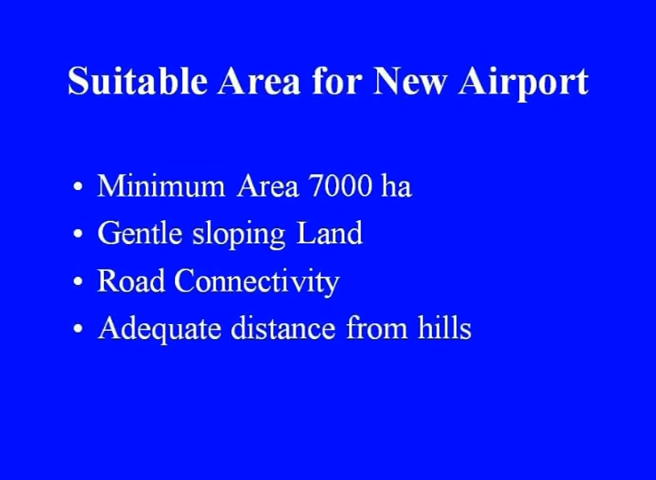 Suitable Area for New Airport
• Minimum Area 7000 ha
• Gentle sloping Land
• Road Connectivity
• Adequate distance from hills